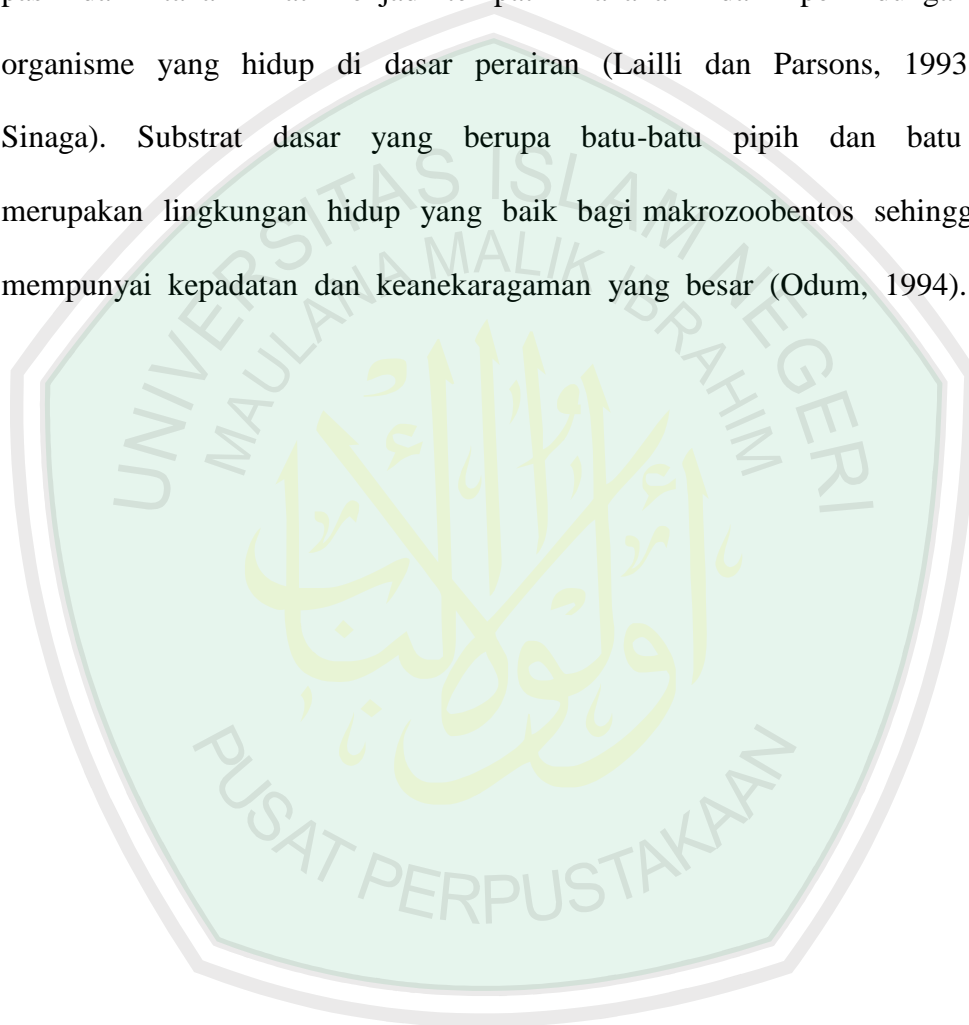 organisme yang hidup di dasar perairan (Lailli dan Parsons, 1993
Sinaga). Substrat dasar yang berupa batu-batu pipih dan batu
merupakan lingkungan hidup yang baik bagi makrozoobentos sehingg
mempunyai kepadatan dan keanekaragaman yang besar (Odum, 1994).
UNIVERSITAS ISLAM NEGERI
MAULANA MALIK IBRAHIM
أولوا الألباب
PUSAT PERPUSTAKAAN